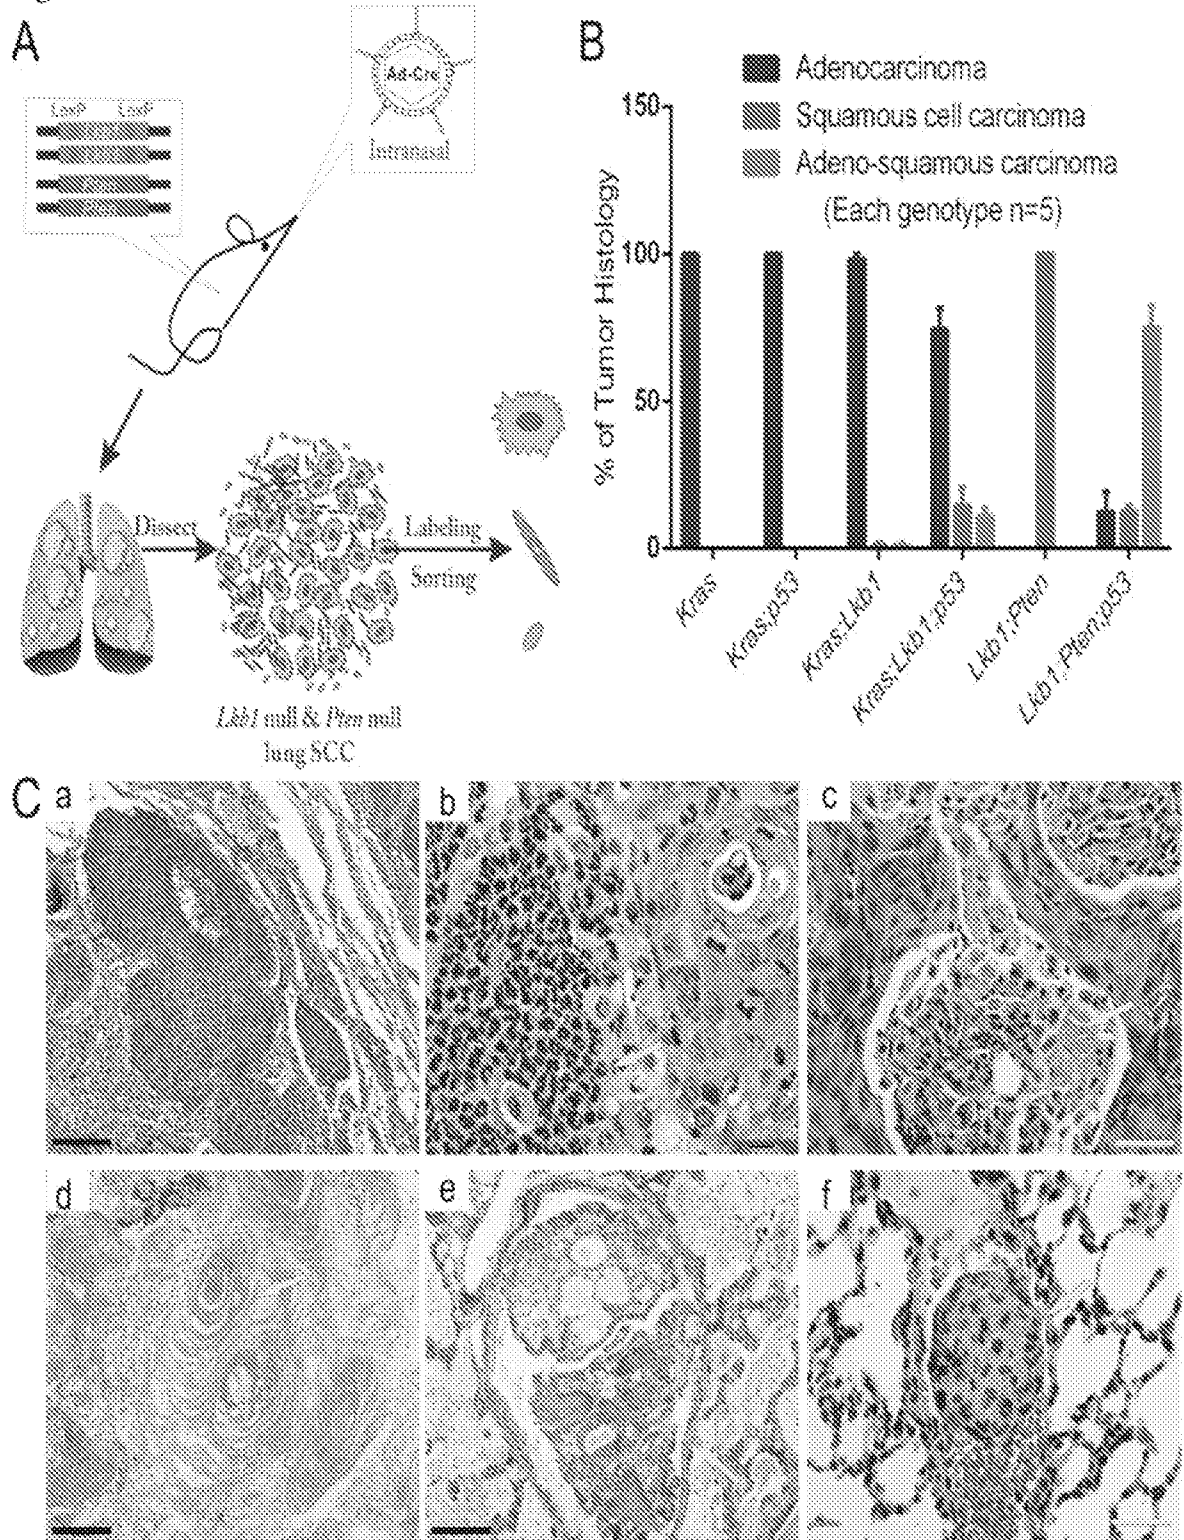 A
LoxP LoxP
Ad-Cre
Intranasal
Dissect
Labeling
Sorting
Lkb1 null & Pten null
lung SCC
B
Adenocarcinoma
Squamous cell carcinoma
Adeno-squamous carcinoma
(Each genotype n=5)
% of Tumor Histology
150
100
50
0
Kras
Kras;p53
Kras;Lkb1
Kras;Lkb1;p53
Lkb1;Pten
Lkb1;Pten;p53
C
a
b
c
d
e
f